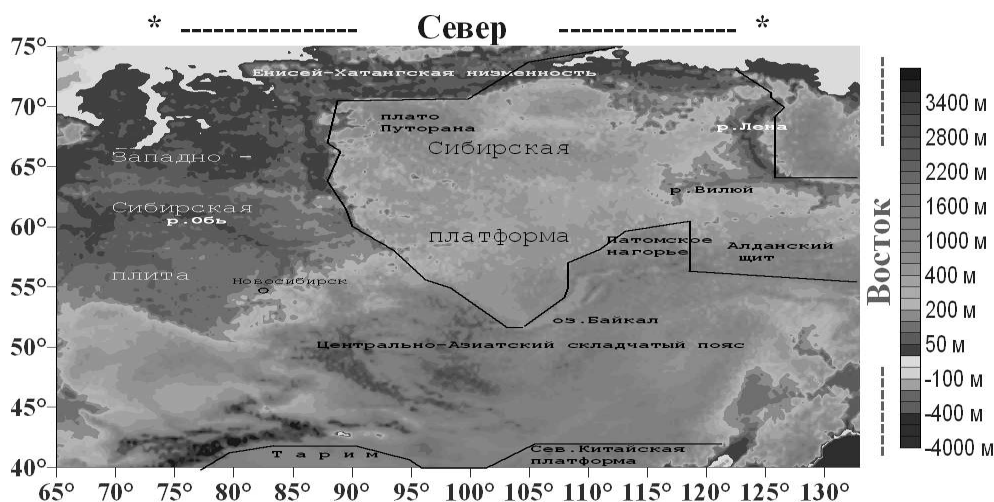 * Север *
75°
70°
65°
60°
55°
50°
45°
40°
Енисей-Хатангская низменность
плато
Путорана
Сибирская
платформа
р.Лена
р.Вилюй
Западно -
Сибирская
р.Обь
плита
Новосибирск
Патомское
нагорье
Алданский
щит
оз.Байкал
Центрально-Азиатский складчатый пояс
Тарим
Сев.Китайская
платформа
65 70 75 80 85 90 95 100 105 110 115 120 125 130
Восток
3400 м
2800 м
2200 м
1600 м
1000 м
400 м
200 м
50 м
-100 м
-400 м
-4000 м